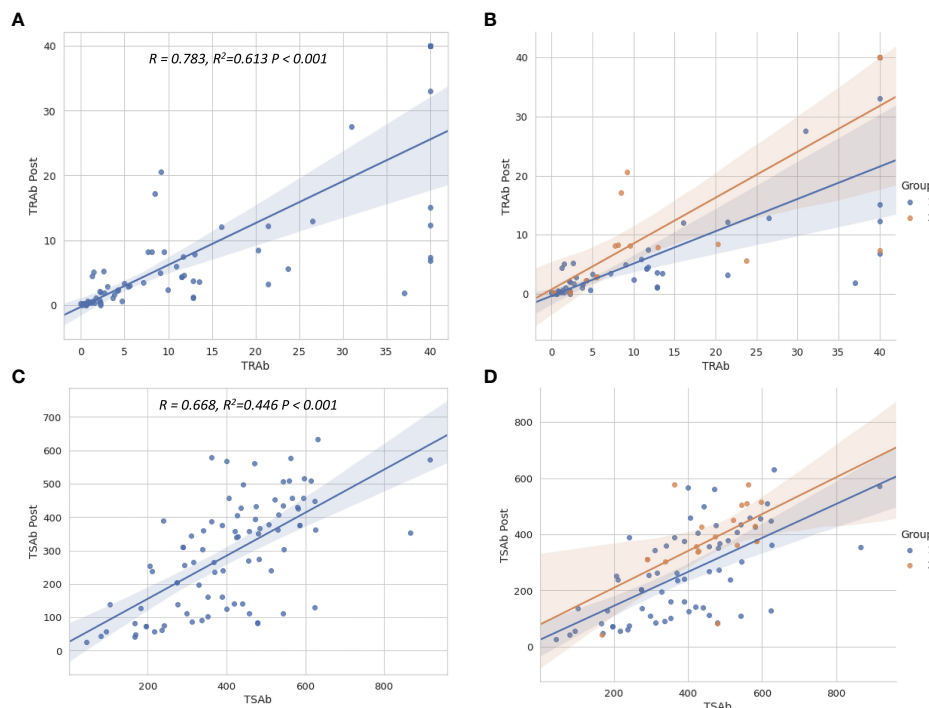 A
R = 0.783, R²=0.613 P < 0.001
40
30
20
10
0
TRAb Post
0 5 10 15 20 25 30 35 40
TRAb
B
40
30
20
10
0
TRAb Post
0 5 10 15 20 25 30 35 40
TRAb
Group
C
R = 0.668, R²=0.446 P < 0.001
700
600
500
400
300
200
100
0
TSAb Post
200 400 600 800
TSAb
D
800
600
400
200
0
TSAb Post
200 400 600 800
TSAb
Group